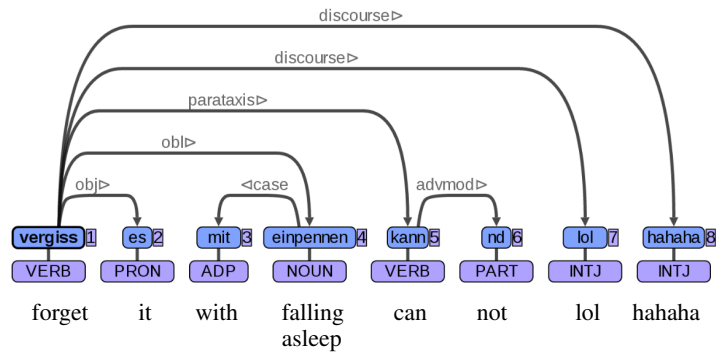 discourse⊳
discourse⊳
parataxis⊳
obl⊳
obj⊳ ⊲case advmod⊳
vergiss 1 es 2 mit 3 einpennen 4 kann 5 nd 6 lol 7 hahaha 8
VERB PRON ADP NOUN VERB PART INTJ INTJ
forget it with falling can not lol hahaha
asleep